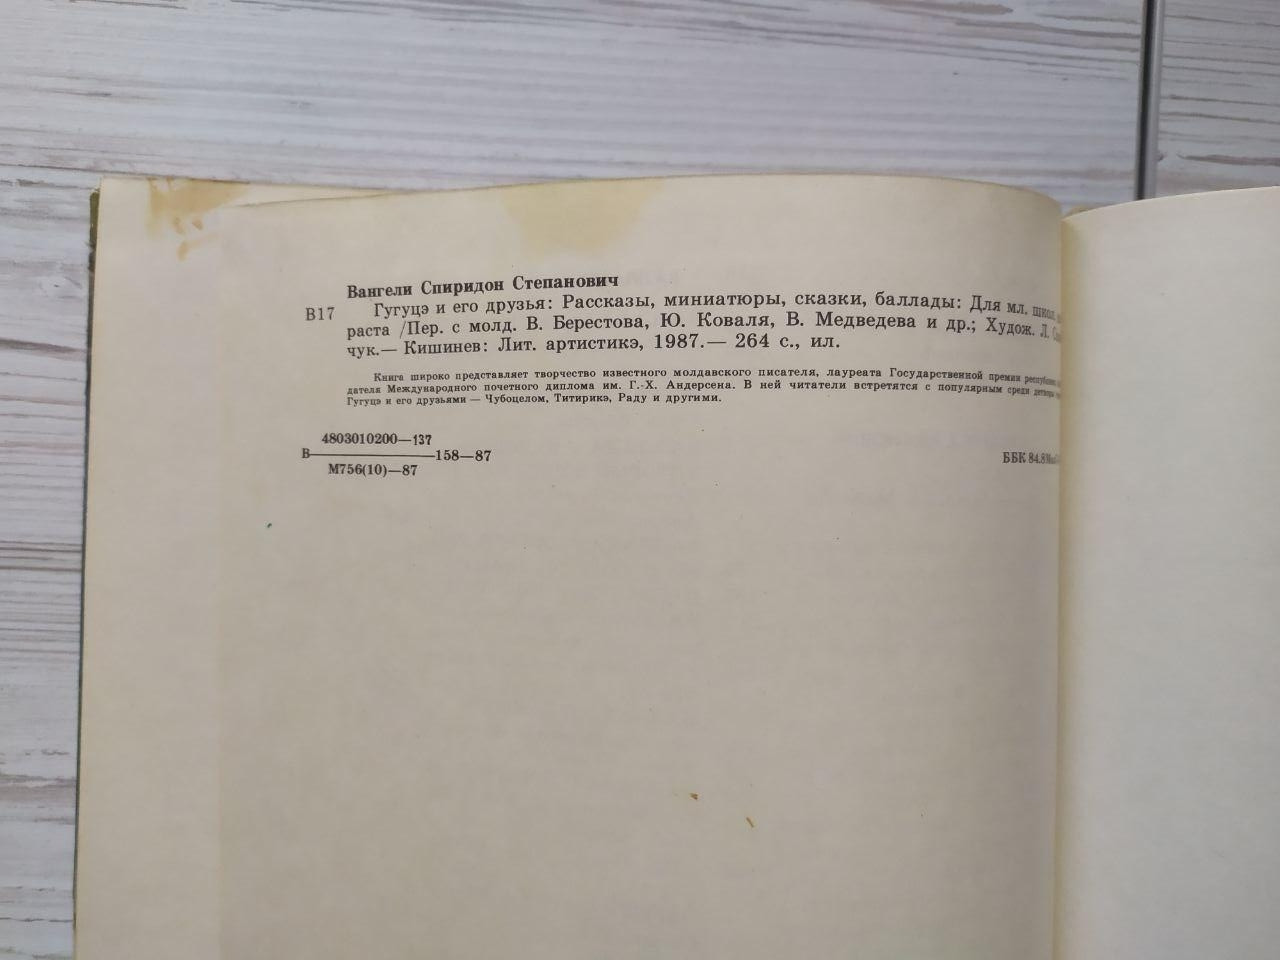 Вангели Спиридон Степанович
В17 Гугуцэ и его друзья: Рассказы, миниатюры, сказки, баллады: Для мл. школ.
раста /Пер. с молд. В. Берестова, Ю. Коваля, В. Медведева и др.; Худож. Л.
чук.— Кишинев: Лит. артистикэ, 1987.— 264 с., ил.
Книга широко представляет творчество известного молдавского писателя, лауреата Государственной премии республики,
дателя Международного почетного диплома им. Г.-Х. Андерсена. В ней читатели встретятся с популярным среди детворы
Гугуцэ и его друзьями — Чубоцелом, Титирикэ, Раду и другими.
4803010200—137
В—158—87
М756(10)—87
ББК 84.8